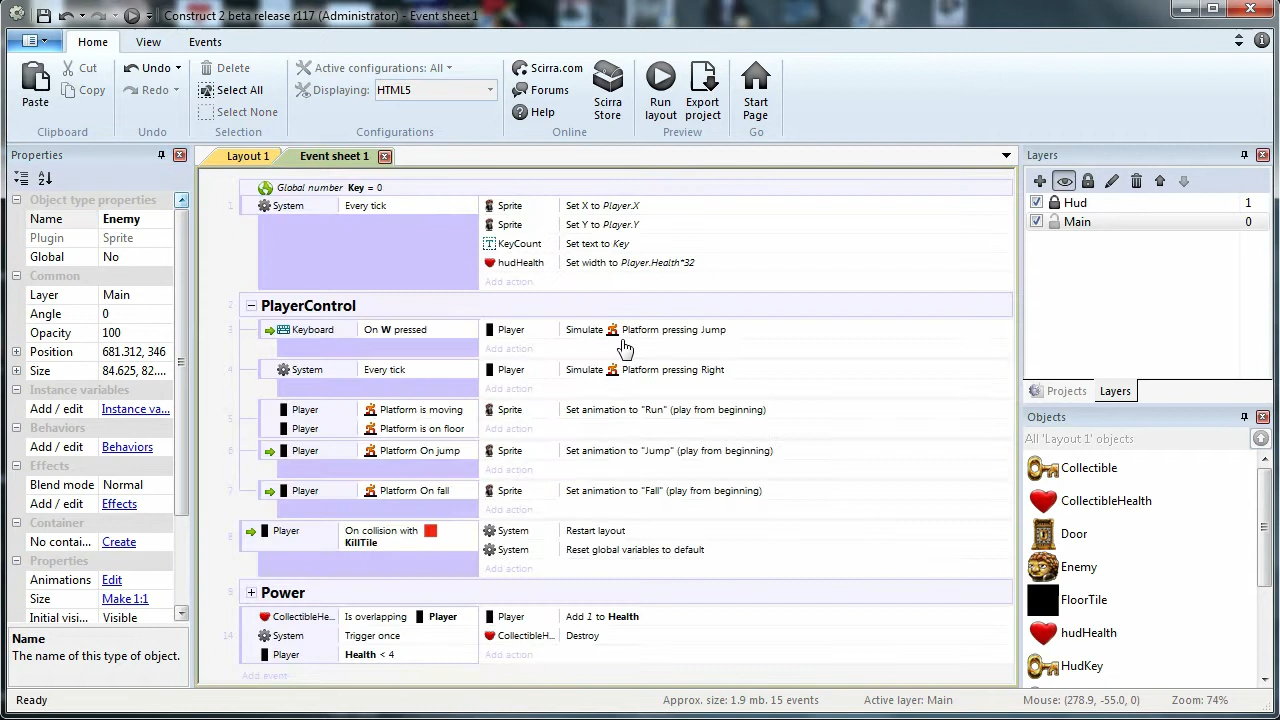 Construct 2 beta release r117 (Administrator) - Event sheet 1
Home View Events
Paste Cut Copy
Undo Redo
Delete Select All Select None
Active configurations: All
Displaying: HTML5
Scirra.com Forums Help
Scirra Store
Run layout
Export project
Start Page
Clipboard Undo Selection Configurations Online Preview Go
Properties
Object type properties
Name Enemy
Plugin Sprite
Global No
Common
Layer Main
Angle 0
Opacity 100
Position 681.312, 346
Size 84.625, 82....
Instance variables
Add / edit Instance va...
Behaviors
Add / edit Behaviors
Effects
Blend mode Normal
Add / edit Effects
Container
No contai... Create
Properties
Animations Edit
Size Make 1:1
Initial visi... Visible
Name
The name of this type of object.
Layout 1 Event sheet 1
Global number Key = 0
1 System Every tick Sprite Set X to Player.X
Sprite Set Y to Player.Y
T KeyCount Set text to Key
hudHealth Set width to Player.Health*32
Add action
2 PlayerControl
3 Keyboard On W pressed Player Simulate Platform pressing Jump
Add action
4 System Every tick Player Simulate Platform pressing Right
Add action
5 Player Platform is moving Sprite Set animation to "Run" (play from beginning)
Player Platform is on floor Add action
6 Player Platform On jump Sprite Set animation to "Jump" (play from beginning)
Add action
7 Player Platform On fall Sprite Set animation to "Fall" (play from beginning)
Add action
8 Player On collision with KillTile System Restart layout
System Reset global variables to default
Add action
9 Power
CollectibleHe... Is overlapping Player Player Add 1 to Health
14 System Trigger once CollectibleH... Destroy
Player Health < 4 Add action
Add event
Layers
Hud 1
Main 0
Projects Layers
Objects
All 'Layout 1' objects
Collectible
CollectibleHealth
Door
Enemy
FloorTile
hudHealth
HudKey
Ready Approx. size: 1.9 mb. 15 events Active layer: Main Mouse: (278.9, -55.0, 0) Zoom: 74%